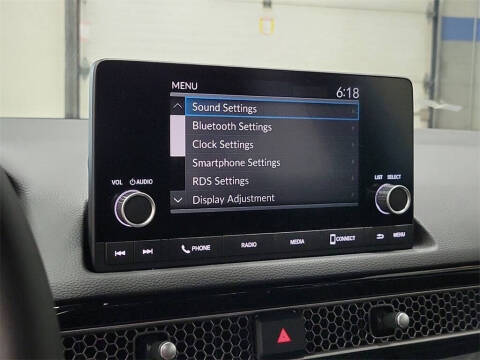 MENU
6:18
Sound Settings
Bluetooth Settings
Clock Settings
Smartphone Settings
RDS Settings
Display Adjustment
VOL AUDIO
LIST SELECT
PHONE RADIO MEDIA CONNECT MENU